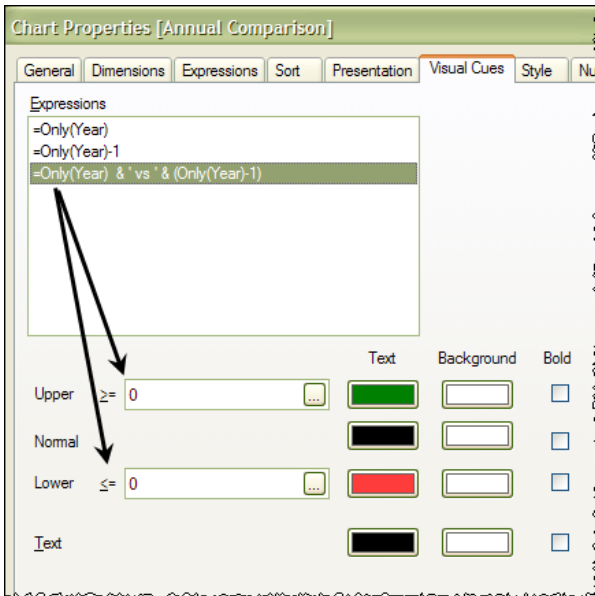 Chart Properties [Annual Comparison]
General Dimensions Expressions Sort Presentation Visual Cues Style Nu
Expressions
=Only(Year)
=Only(Year)-1
=Only(Year) & ' vs ' & (Only(Year)-1)
Text Background Bold
Upper >= 0 ...
Normal
Lower <= 0 ...
Text